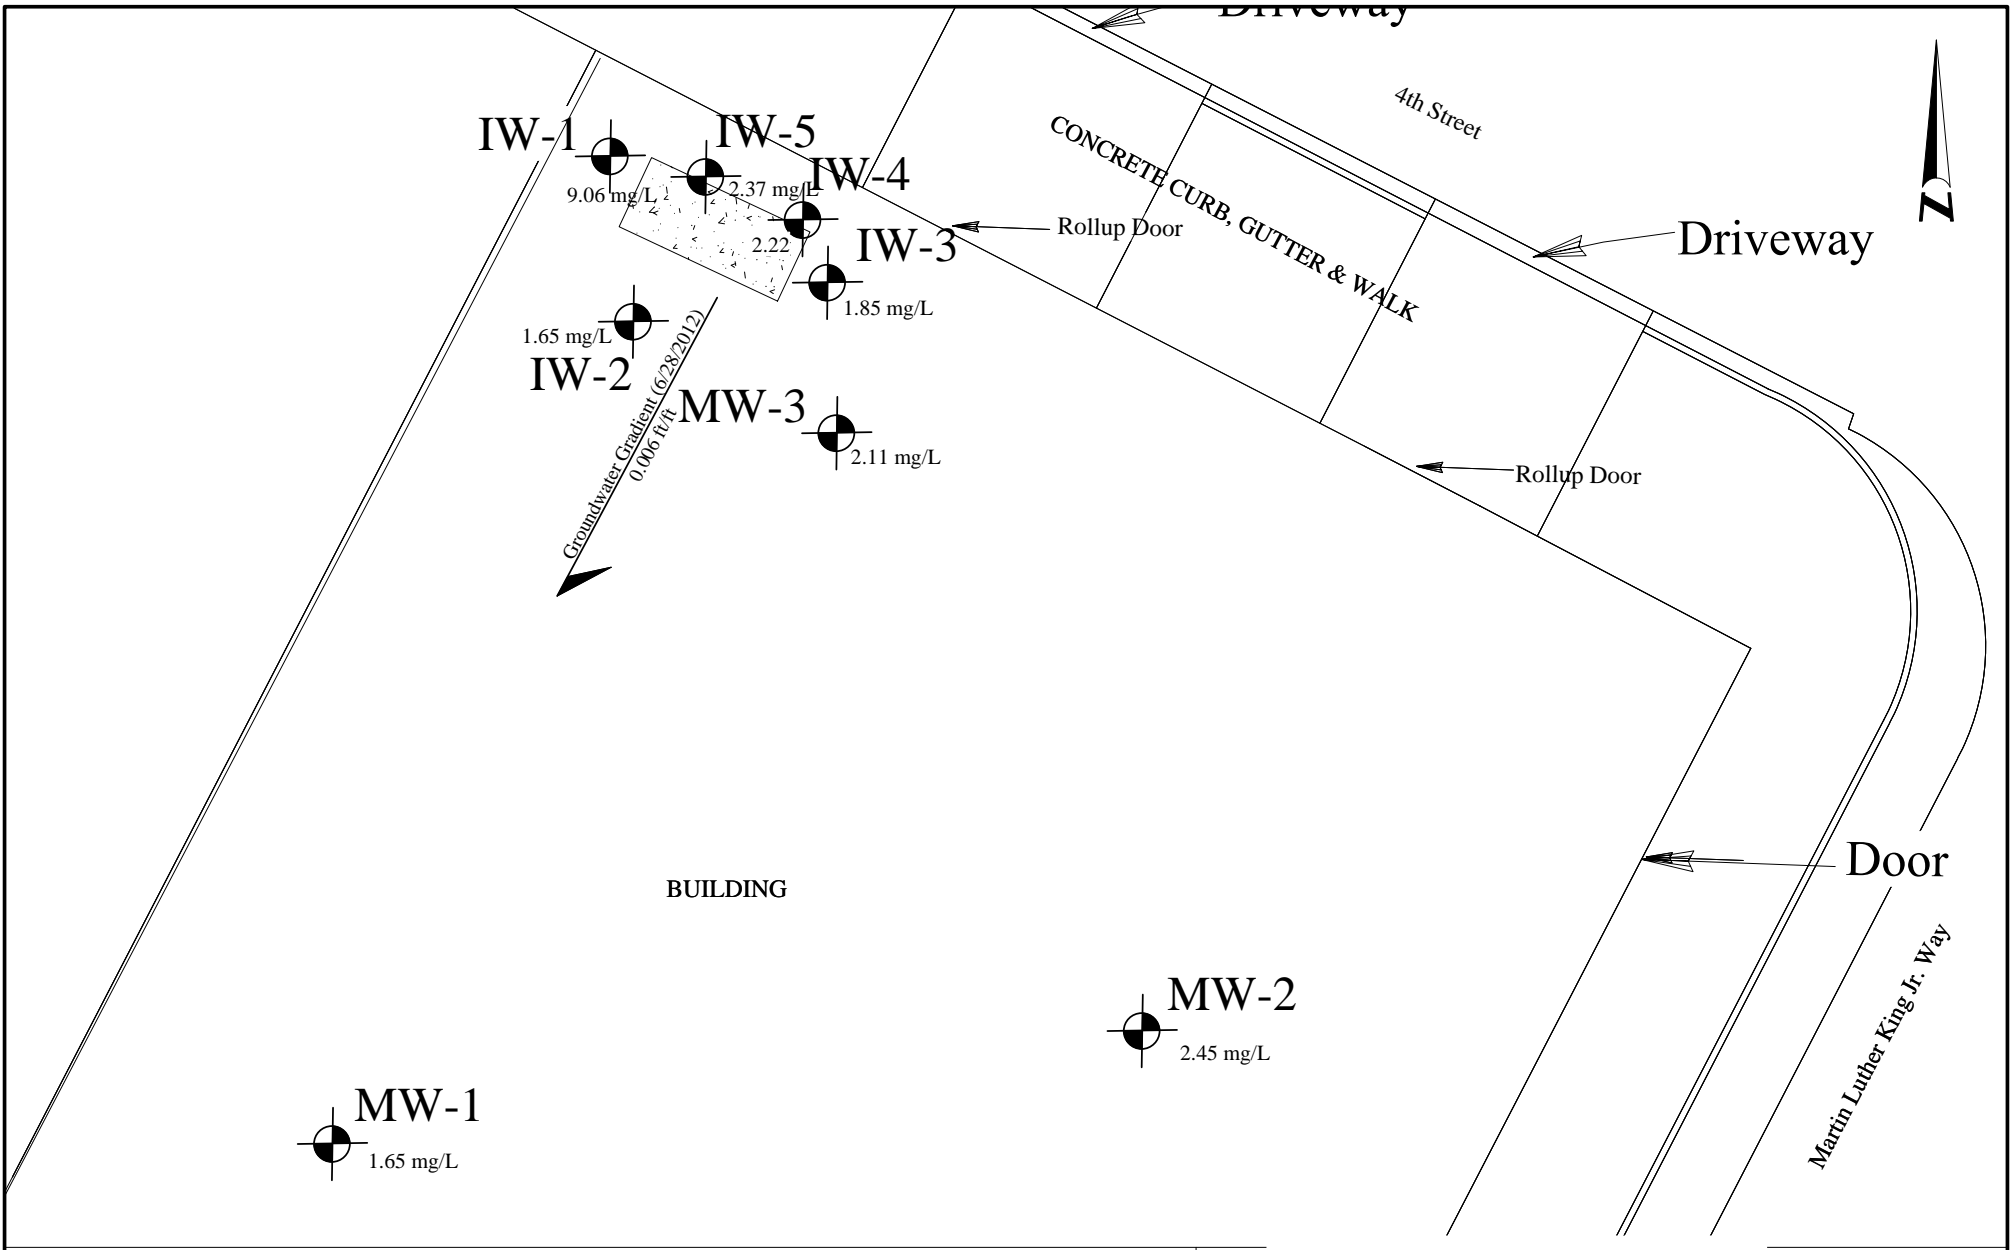 Driveway
4th Street
IW-1
IW-5
IW-4
CONCRETE CURB, GUTTER & WALK
9.06 mg/L
2.37 mg/L
Z
Rollup Door
Driveway
2.22
IW-3
1.85 mg/L
1.65 mg/L
IW-2
Groundwater Gradient (6/28/2012)
0.006 ft/ft
MW-3
2.11 mg/L
Rollup Door
Door
BUILDING
Martin Luther King Jr. Way
MW-2
2.45 mg/L
MW-1
1.65 mg/L